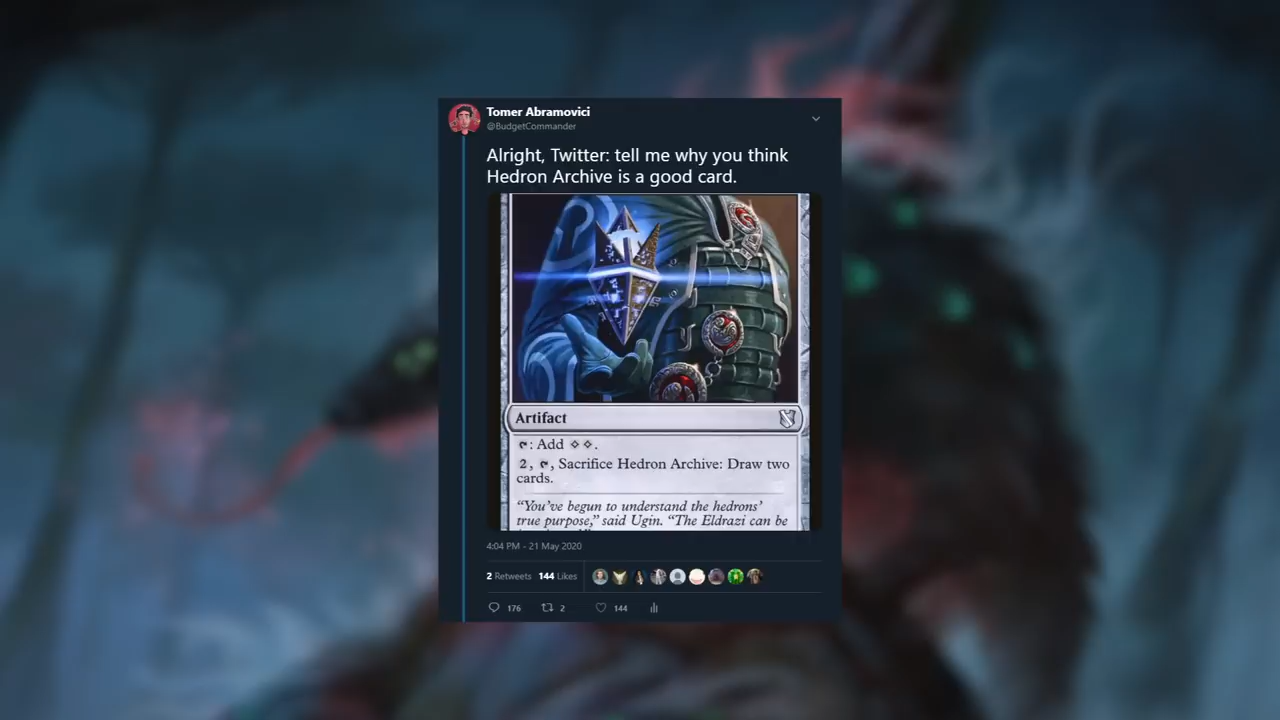 Tomer Abramovici
@BudgetCommander
Alright, Twitter: tell me why you think
Hedron Archive is a good card.
Artifact
: Add
2, , Sacrifice Hedron Archive: Draw two
cards.
“You’ve begun to understand the hedrons’
true purpose,” said Ugin. “The Eldrazi can be
4:04 PM - 21 May 2020
2 Retweets 144 Likes
176 2 144